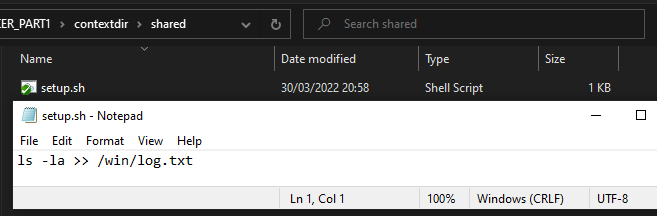 ER_PART1 > contextdir > shared
Search shared
Name Date modified Type Size
setup.sh 30/03/2022 20:58 Shell Script 1 KB
setup.sh - Notepad
File Edit Format View Help
ls -la >> /win/log.txt
Ln 1, Col 1 100% Windows (CRLF) UTF-8